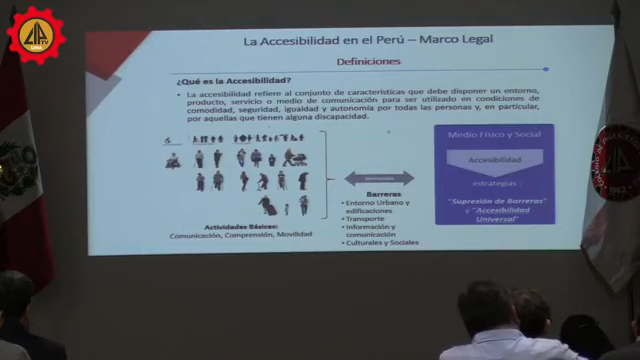 La Accesibilidad en el Perú – Marco Legal
Definiciones
¿Qué es la Accesibilidad?
• La accesibilidad refiere al conjunto de características que debe disponer un entorno,
producto, servicio o medio de comunicación para ser utilizado en condiciones de
comodidad, seguridad, igualdad y autonomía por todas las personas y, en particular,
por aquellas que tienen alguna discapacidad.
Medio Físico y Social
Accesibilidad
estrategias :
"Supresión de Barreras"
y "Accesibilidad
Universal"
Barreras
• Entorno Urbano y
edificaciones
• Transporte
• Información y
comunicación
• Culturales y Sociales
Actividades Básicas:
Comunicación, Comprensión, Movilidad